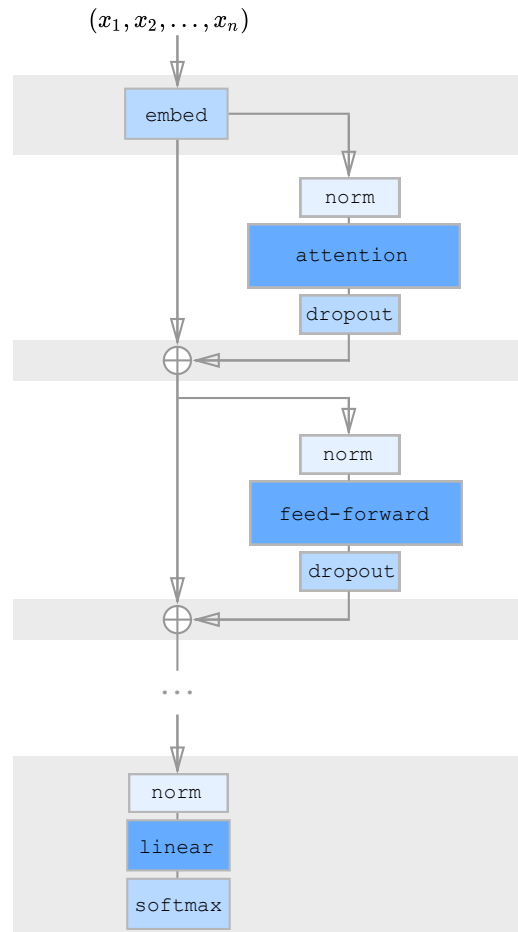 (x₁, x₂, ..., xₙ)
embed
norm
attention
dropout
norm
feed-forward
dropout
...
norm
linear
softmax